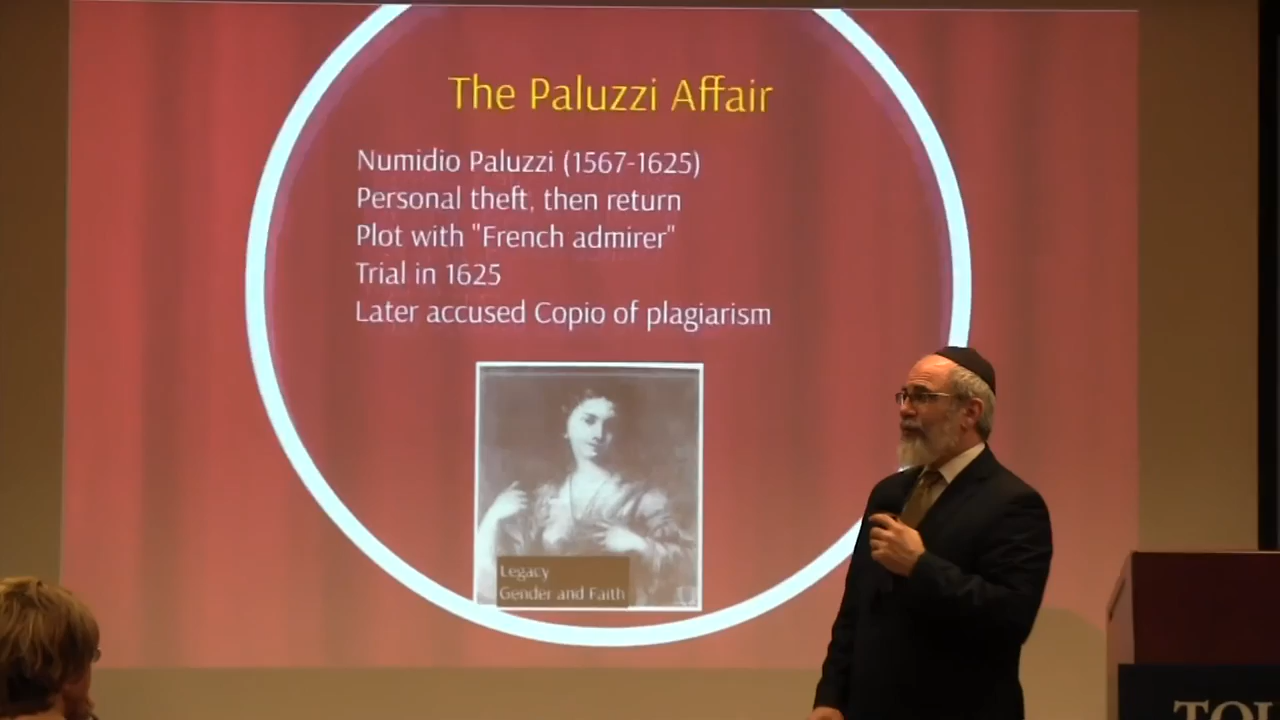 The Paluzzi Affair
Numidio Paluzzi (1567-1625)
Personal theft, then return
Plot with "French admirer"
Trial in 1625
Later accused Copio of plagiarism
Legacy
Gender and Faith